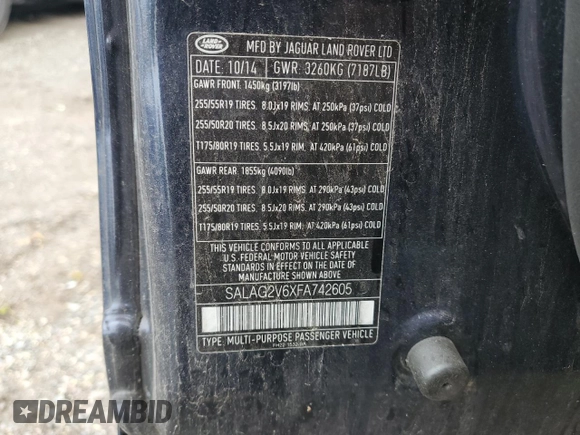 LAND ROVER
MFD BY JAGUAR LAND ROVER LTD
DATE: 10/14 GWR: 3260KG (7187LB)
GAWR FRONT: 1450kg (3197lb)
255/55R19 TIRES. 8.0Jx19 RIMS. AT 250kPa (37psi) COLD
255/50R20 TIRES. 8.5Jx20 RIMS. AT 250kPa (37psi) COLD
T175/80R19 TIRES. 5.5Jx19 RIM. AT 420kPa (61psi) COLD
GAWR REAR: 1855kg (4090lb)
255/55R19 TIRES. 8.0Jx19 RIMS. AT 290kPa (43psi) COLD
255/50R20 TIRES. 8.5Jx20 RIMS. AT 290kPa (43psi) COLD
T175/80R19 TIRES. 5.5Jx19 RIM. AT 420kPa (61psi) COLD
THIS VEHICLE CONFORMS TO ALL APPLICABLE
U.S. FEDERAL MOTOR VEHICLE SAFETY
STANDARDS IN EFFECT ON THE DATE OF
MANUFACTURE SHOWN ABOVE
SALAG2V6XFA742605
TYPE: MULTI-PURPOSE PASSENGER VEHICLE
DREAMBID